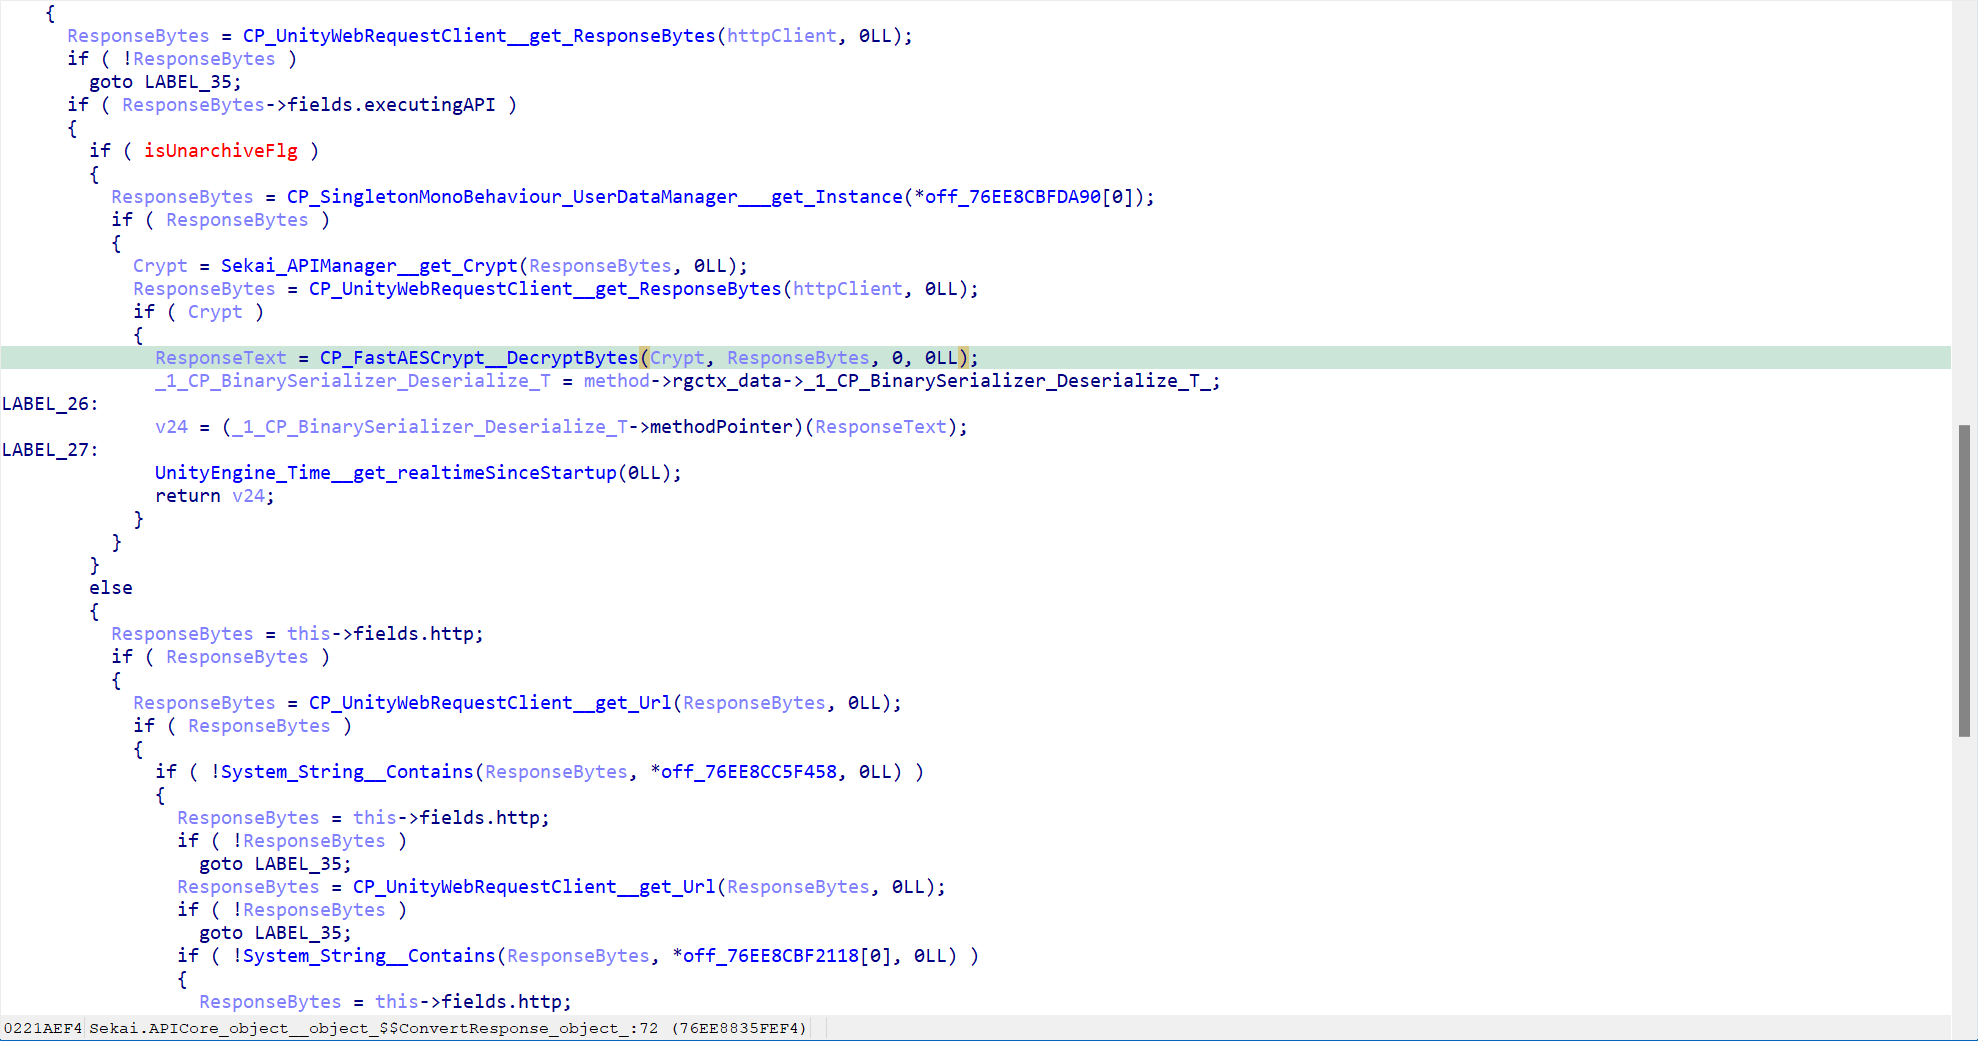 {
ResponseBytes = CP_UnityWebRequestClient__get_ResponseBytes(httpClient, 0LL);
if ( !ResponseBytes )
goto LABEL_35;
if ( ResponseBytes->fields.executingAPI )
{
if ( isUnarchiveFlg )
{
ResponseBytes = CP_SingletonMonoBehaviour_UserDataManager___get_Instance(*off_76EE8CBFDA90[0]);
if ( ResponseBytes )
{
Crypt = Sekai_APIManager__get_Crypt(ResponseBytes, 0LL);
ResponseBytes = CP_UnityWebRequestClient__get_ResponseBytes(httpClient, 0LL);
if ( Crypt )
{
ResponseText = CP_FastAESCrypt__DecryptBytes(Crypt, ResponseBytes, 0, 0LL);
_1_CP_BinarySerializer_Deserialize_T = method->rgctx_data->_1_CP_BinarySerializer_Deserialize_T_;
LABEL_26:
v24 = (_1_CP_BinarySerializer_Deserialize_T->methodPointer)(ResponseText);
LABEL_27:
UnityEngine_Time__get_realtimeSinceStartup(0LL);
return v24;
}
}
}
else
{
ResponseBytes = this->fields.http;
if ( ResponseBytes )
{
ResponseBytes = CP_UnityWebRequestClient__get_Url(ResponseBytes, 0LL);
if ( ResponseBytes )
{
if ( !System_String__Contains(ResponseBytes, *off_76EE8CC5F458, 0LL) )
{
ResponseBytes = this->fields.http;
if ( !ResponseBytes )
goto LABEL_35;
ResponseBytes = CP_UnityWebRequestClient__get_Url(ResponseBytes, 0LL);
if ( !ResponseBytes )
goto LABEL_35;
if ( !System_String__Contains(ResponseBytes, *off_76EE8CBF2118[0], 0LL) )
{
ResponseBytes = this->fields.http;
0221AEF4 Sekai.APICore_object__object_$$ConvertResponse_object_:72 (76EE8835FEF4)